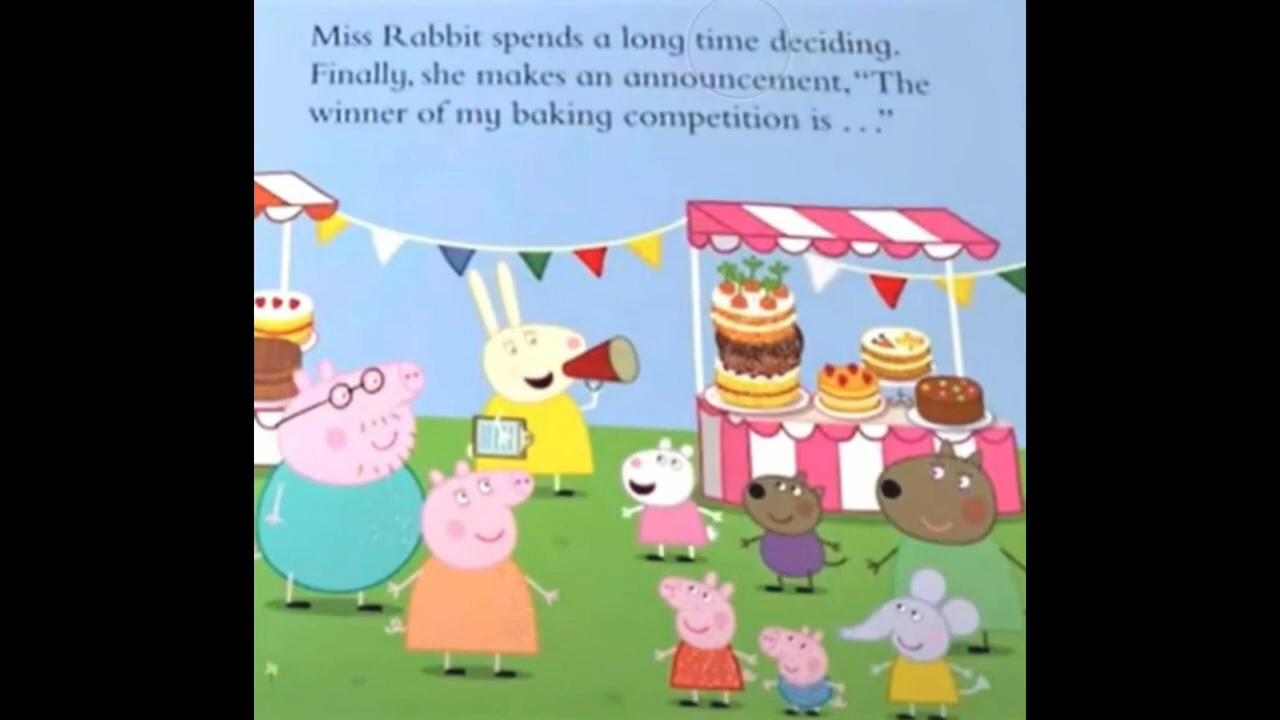 Miss Rabbit spends a long time deciding.
Finally, she makes an announcement, “The
winner of my baking competition is . . .”